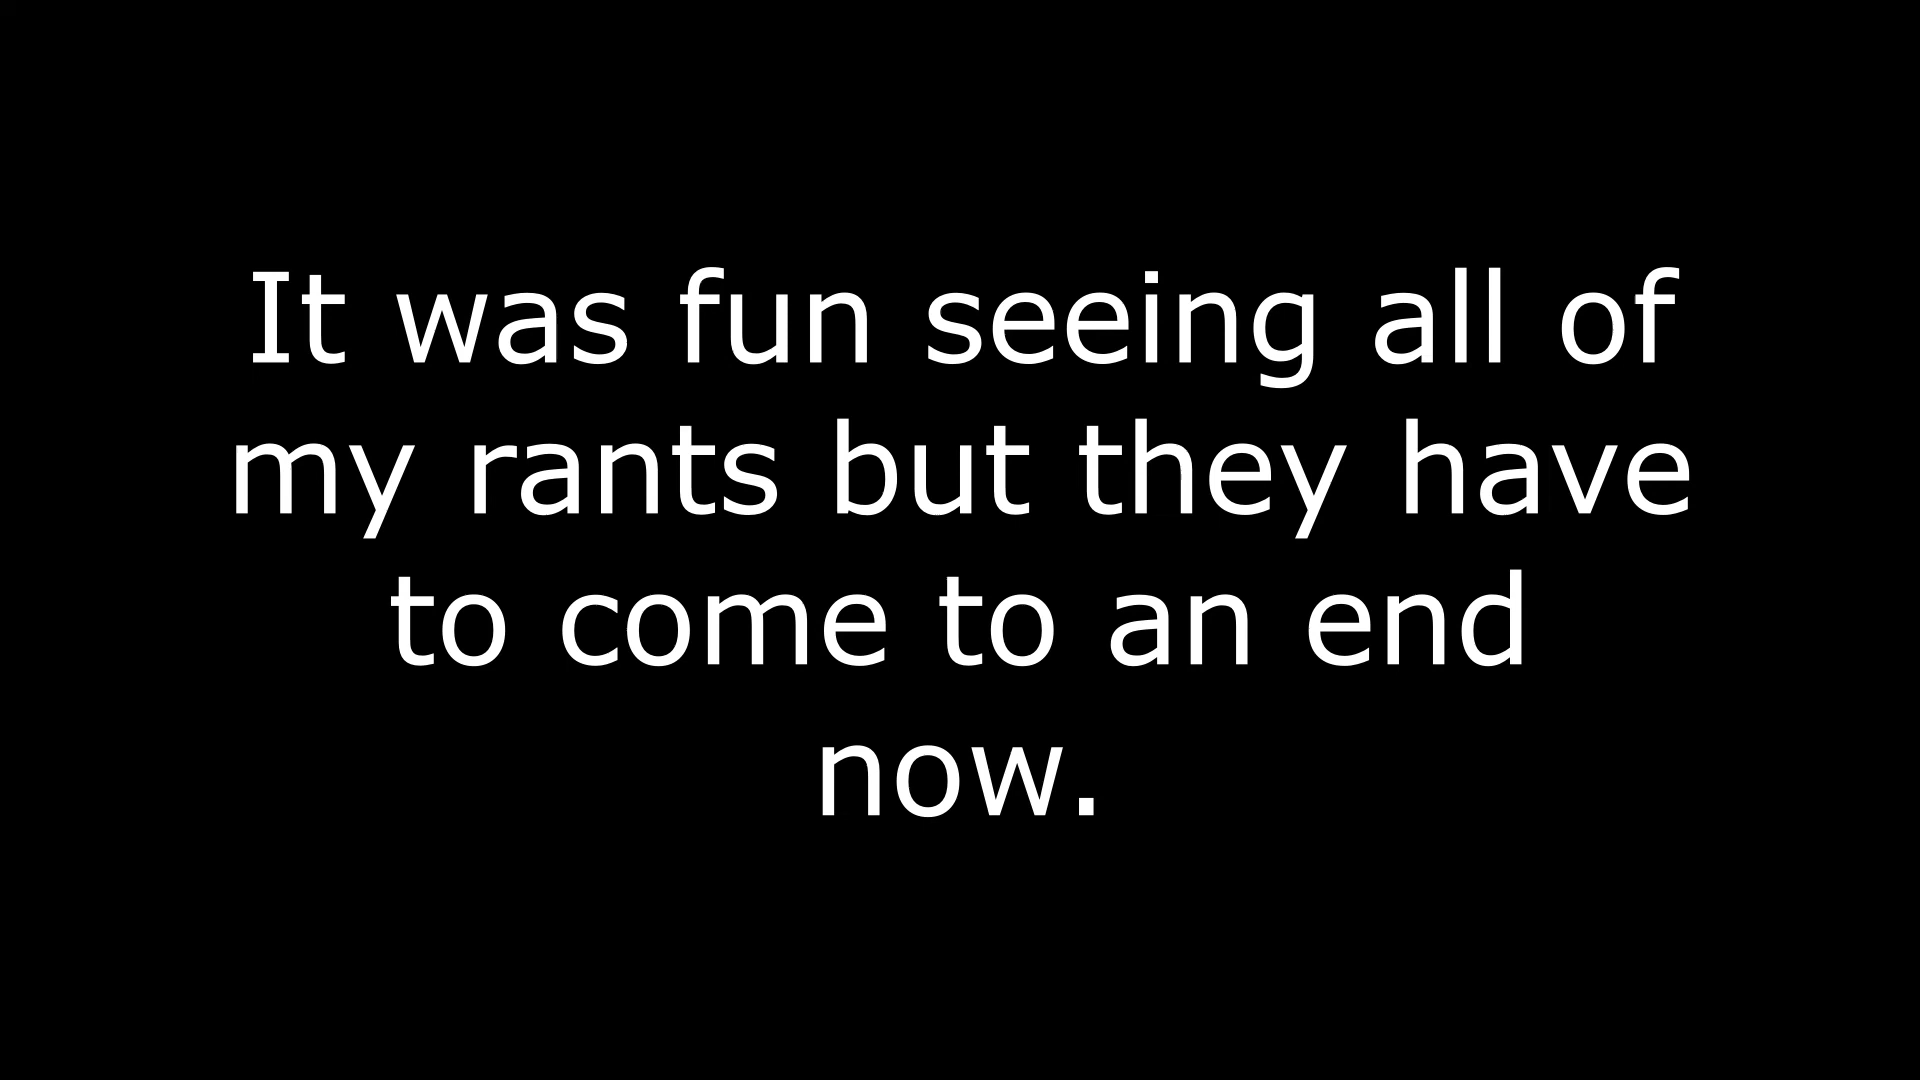 It was fun seeing all of
my rants but they have
to come to an end
now.